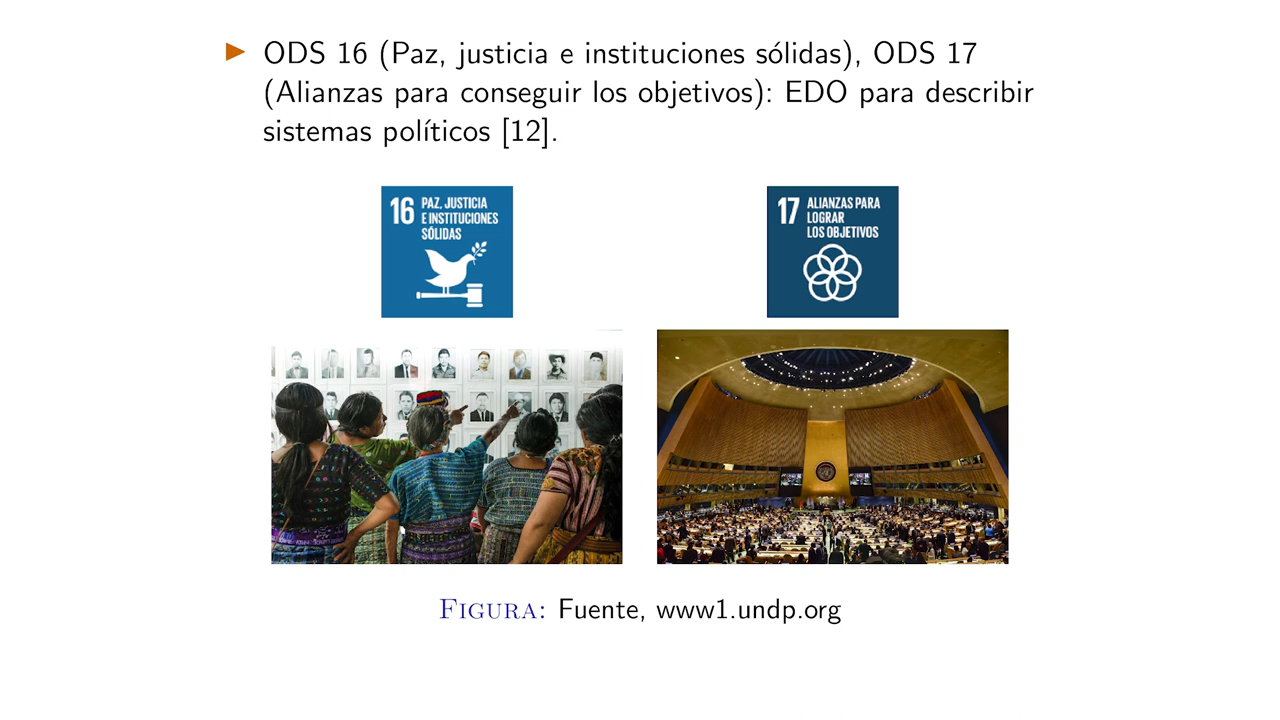 ODS 16 (Paz, justicia e instituciones sólidas), ODS 17
(Alianzas para conseguir los objetivos): EDO para describir
sistemas políticos [12].
16 PAZ, JUSTICIA
E INSTITUCIONES
SÓLIDAS
17 ALIANZAS PARA
LOGRAR
LOS OBJETIVOS
FIGURA: Fuente, www1.undp.org